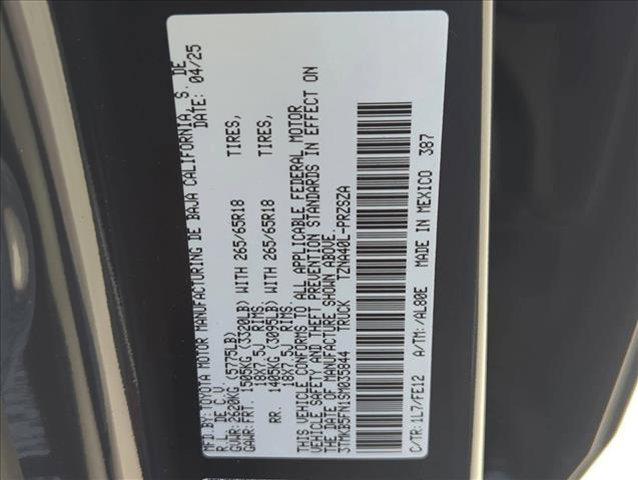 MFD.BY:TOYOTA MOTOR MANUFACTURING DE BAJA CALIFORNIA, S. DE
R.L. DE C.V. DATE: 04/25
GVWR:2620KG (5775LB)
GAWR:FRT. 1505KG (3320LB) WITH 265/65R18 TIRES,
18X7.5J RIMS
RR. 1405KG (3095LB) WITH 265/65R18 TIRES,
18X7.5J RIMS
THIS VEHICLE CONFORMS TO ALL APPLICABLE FEDERAL MOTOR
VEHICLE SAFETY AND THEFT PREVENTION STANDARDS IN EFFECT ON
THE DATE OF MANUFACTURE SHOWN ABOVE.
3TMKB5FN1SM035844 TRUCK TZNA40L-PRZSZA
C/TR:1L7/FE12 A/TM:/AL80E MADE IN MEXICO 387